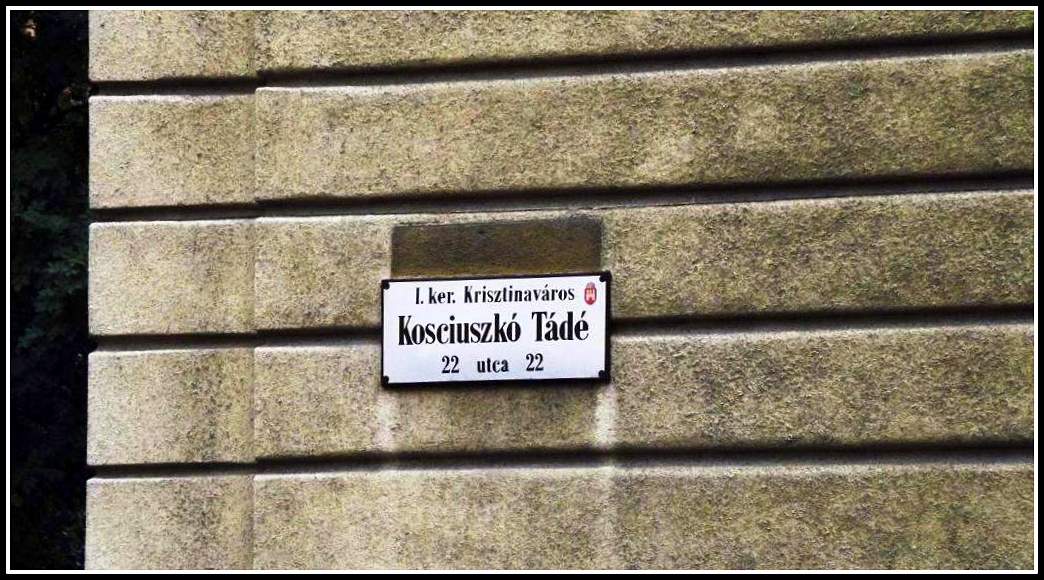 I. ker. Krisztinaváros
Kosciuszkó Tádé
22 utca 22